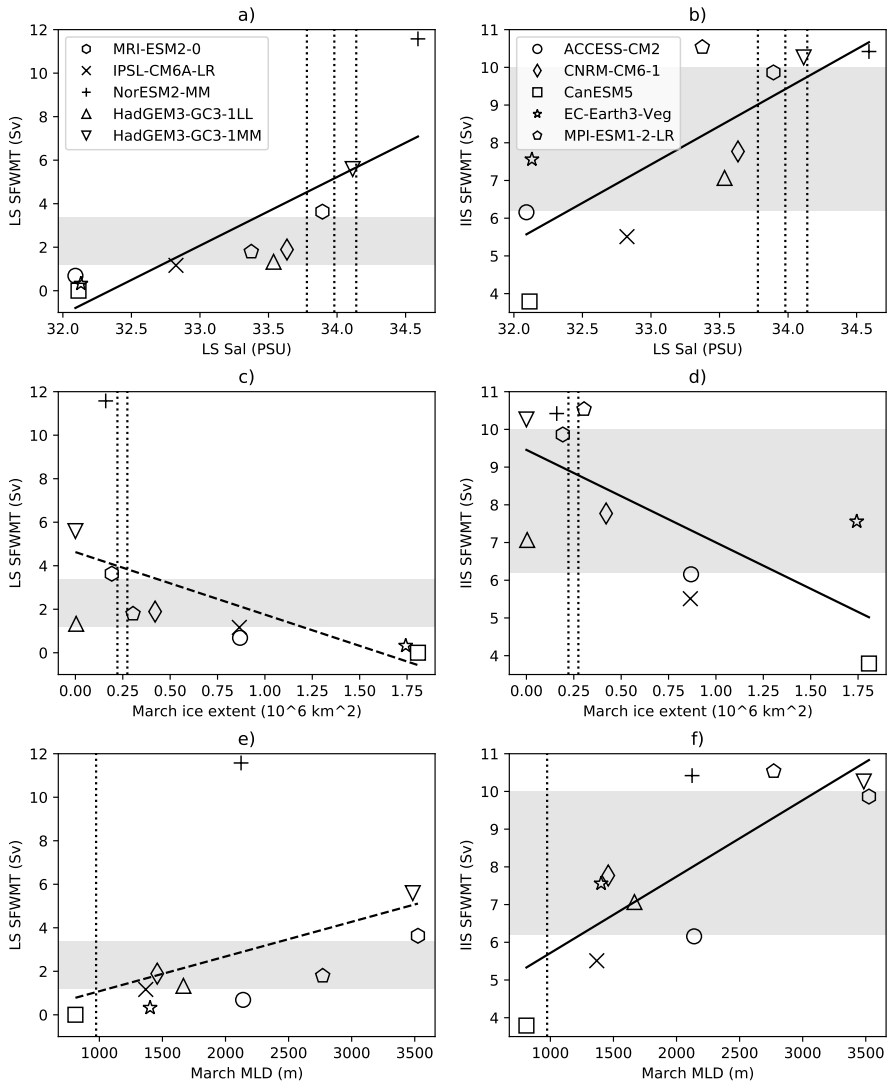 a)
12
10
8
6
4
2
0
LS SFWMT (Sv)
MRI-ESM2-0
IPSL-CM6A-LR
NorESM2-MM
HadGEM3-GC3-1LL
HadGEM3-GC3-1MM
32.0 32.5 33.0 33.5 34.0 34.5
LS Sal (PSU)
b)
11
10
9
8
7
6
5
4
IIS SFWMT (Sv)
ACCESS-CM2
CNRM-CM6-1
CanESM5
EC-Earth3-Veg
MPI-ESM1-2-LR
32.0 32.5 33.0 33.5 34.0 34.5
LS Sal (PSU)
c)
12
10
8
6
4
2
0
LS SFWMT (Sv)
0.00 0.25 0.50 0.75 1.00 1.25 1.50 1.75
March ice extent (10^6 km^2)
d)
11
10
9
8
7
6
5
4
IIS SFWMT (Sv)
0.00 0.25 0.50 0.75 1.00 1.25 1.50 1.75
March ice extent (10^6 km^2)
e)
12
10
8
6
4
2
0
LS SFWMT (Sv)
1000 1500 2000 2500 3000 3500
March MLD (m)
f)
11
10
9
8
7
6
5
4
IIS SFWMT (Sv)
1000 1500 2000 2500 3000 3500
March MLD (m)